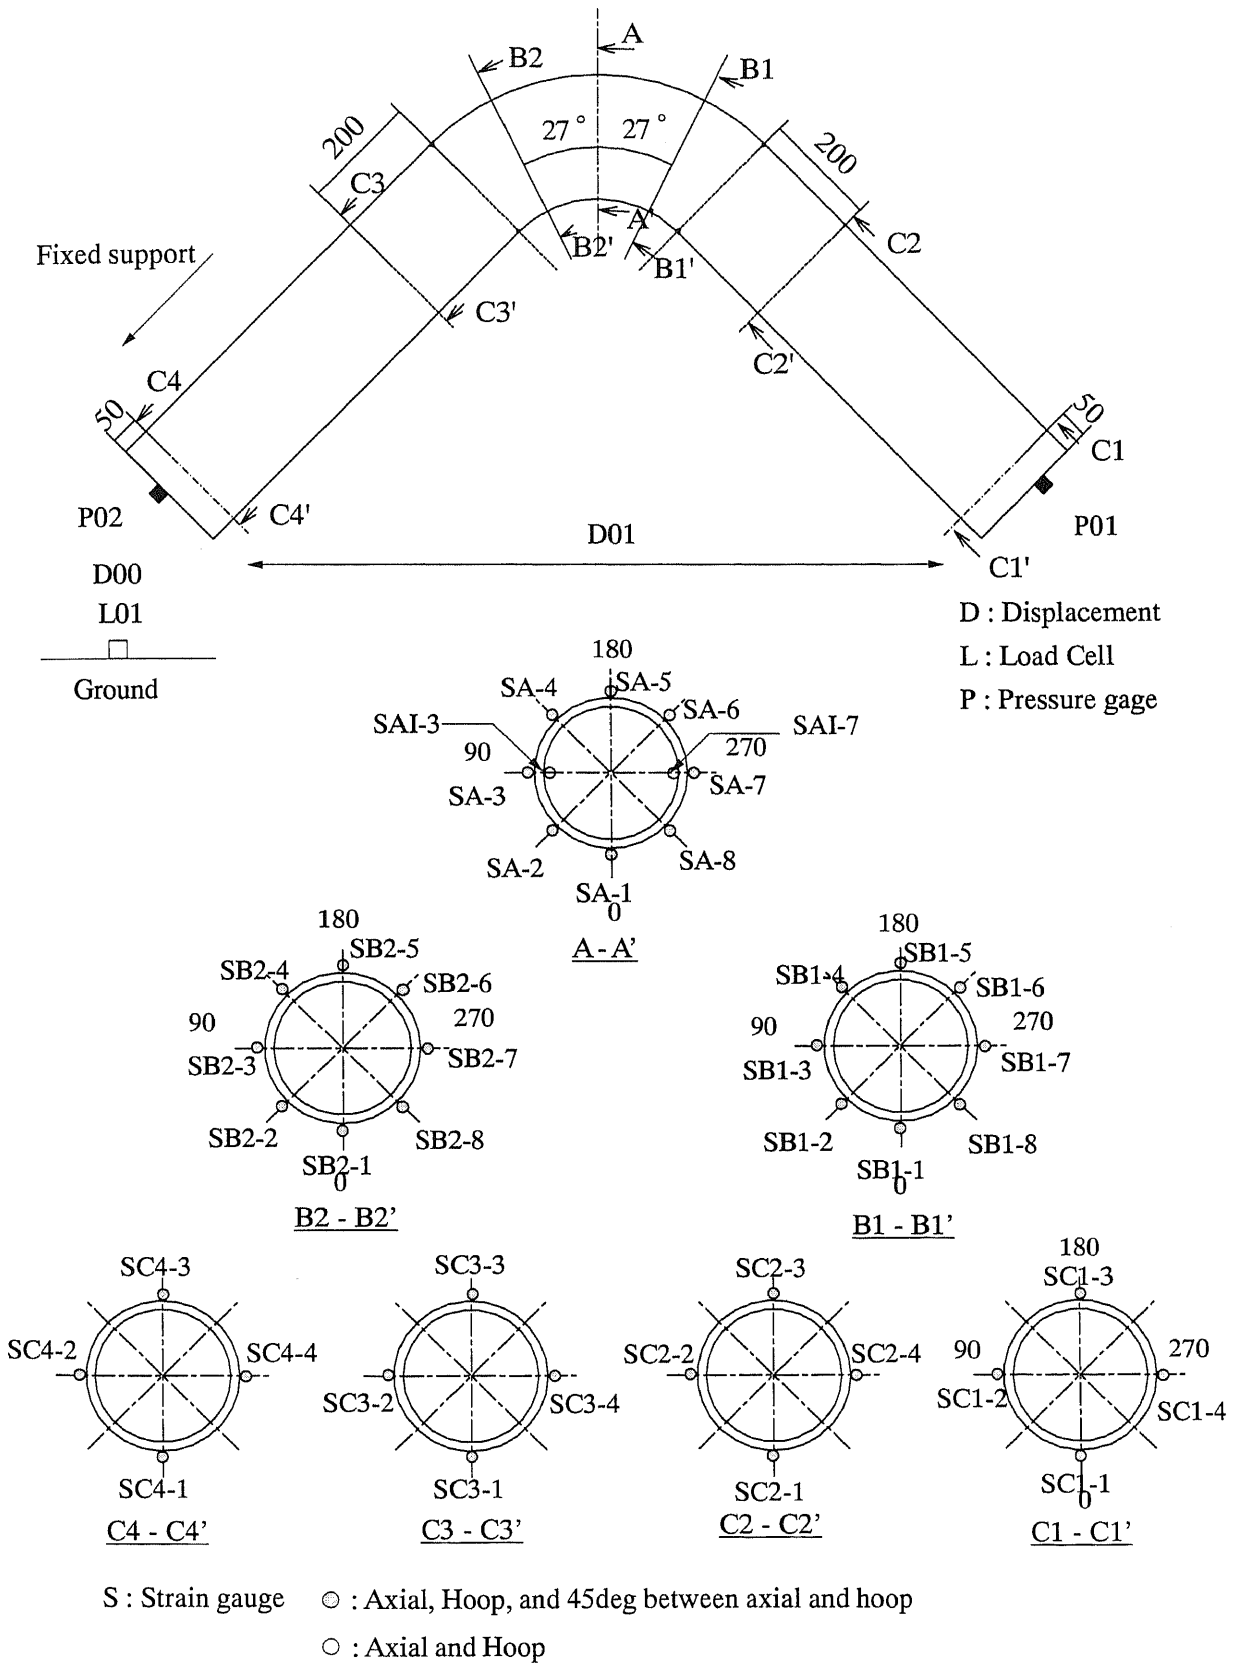 A
B2
B1
27° 27°
200
200
C3
A'
C2
Fixed support
B2'
B1'
C3'
C2'
C4
50
50
C1
C4'
P02
D01
P01
D00
C1'
L01
D : Displacement
L : Load Cell
Ground
P : Pressure gage
180
SA-4
SA-5
SA-6
SAI-3
SAI-7
90
270
SA-3
SA-7
SA-2
SA-8
SA-1
0
A - A'
180
SB2-5
SB2-4
SB2-6
90
270
SB2-3
SB2-7
SB2-2
SB2-8
SB2-1
0
B2 - B2'
180
SB1-5
SB1-4
SB1-6
90
270
SB1-3
SB1-7
SB1-2
SB1-8
SB1-1
0
B1 - B1'
SC4-3
SC4-2
SC4-4
SC4-1
C4 - C4'
SC3-3
SC3-2
SC3-4
SC3-1
C3 - C3'
SC2-3
SC2-2
SC2-4
SC2-1
C2 - C2'
180
SC1-3
90
270
SC1-2
SC1-4
SC1-1
0
C1 - C1'
S : Strain gauge
: Axial, Hoop, and 45deg between axial and hoop
: Axial and Hoop